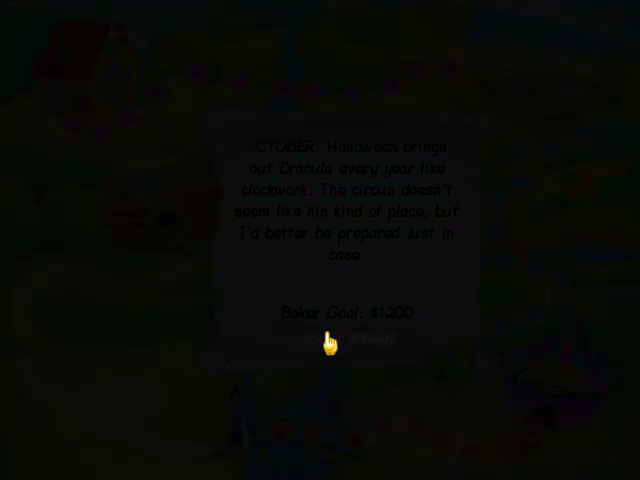 OCTOBER. Halloween brings
out Dracula every year like
clockwork. The circus doesn't
seem like his kind of place, but
I'd better be prepared just in
case.
Baker Goal: $1200